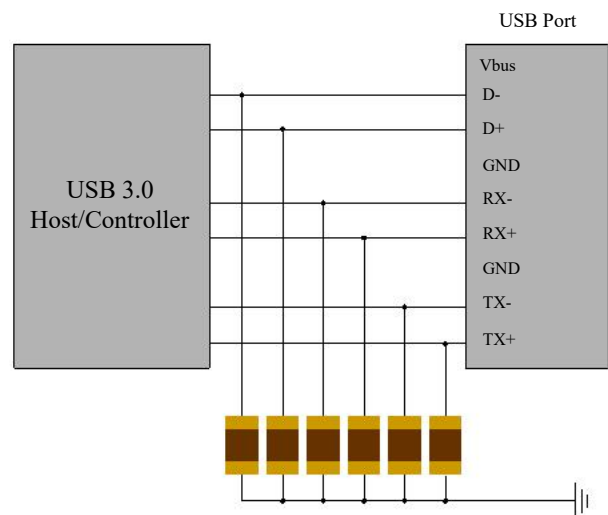 USB Port
USB 3.0
Host/Controller
Vbus
D-
D+
GND
RX-
RX+
GND
TX-
TX+